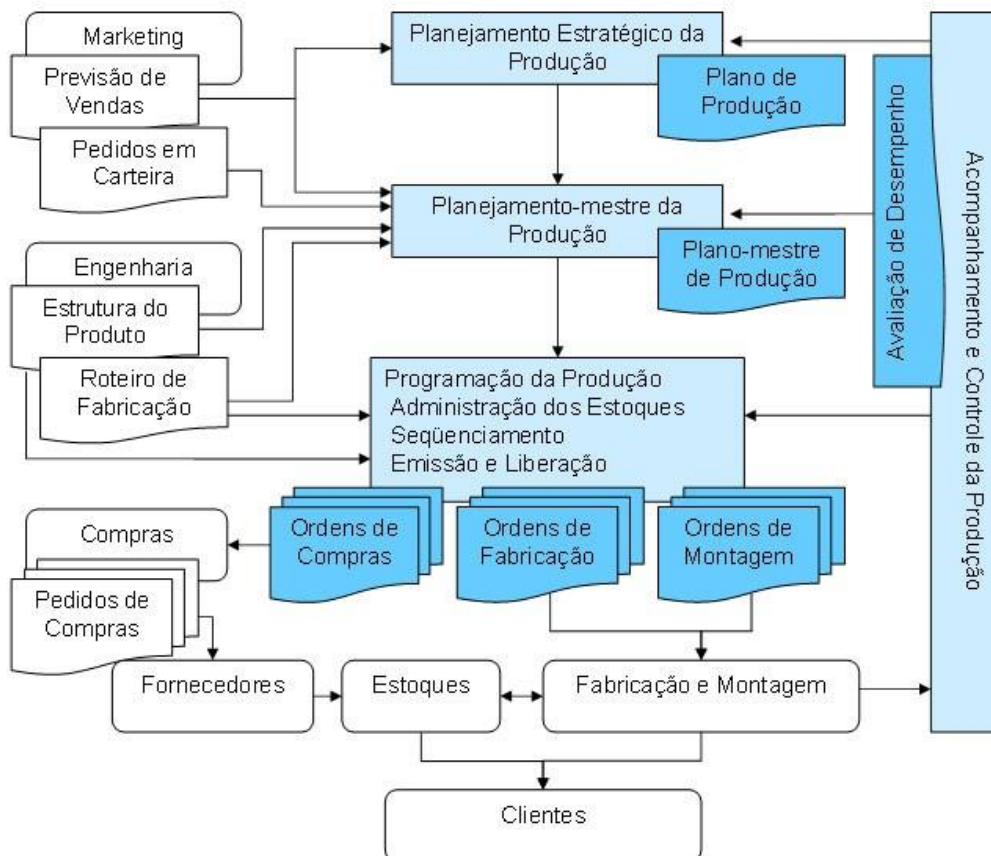 Marketing
Previsão de
Vendas
Pedidos em
Carteira
Planejamento Estratégico da
Produção
Plano de
Produção
Planejamento-mestre da
Produção
Plano-mestre
de Produção
Engenharia
Estrutura do
Produto
Roteiro de
Fabricação
Programação da Produção
Administração dos Estoques
Seqüenciamento
Emissão e Liberação
Avaliação de Desempenho
Acompanhamento e Controle da Produção
Compras
Pedidos de
Compras
Ordens de
Compras
Ordens de
Fabricação
Ordens de
Montagem
Fornecedores
Estoques
Fabricação e Montagem
Clientes